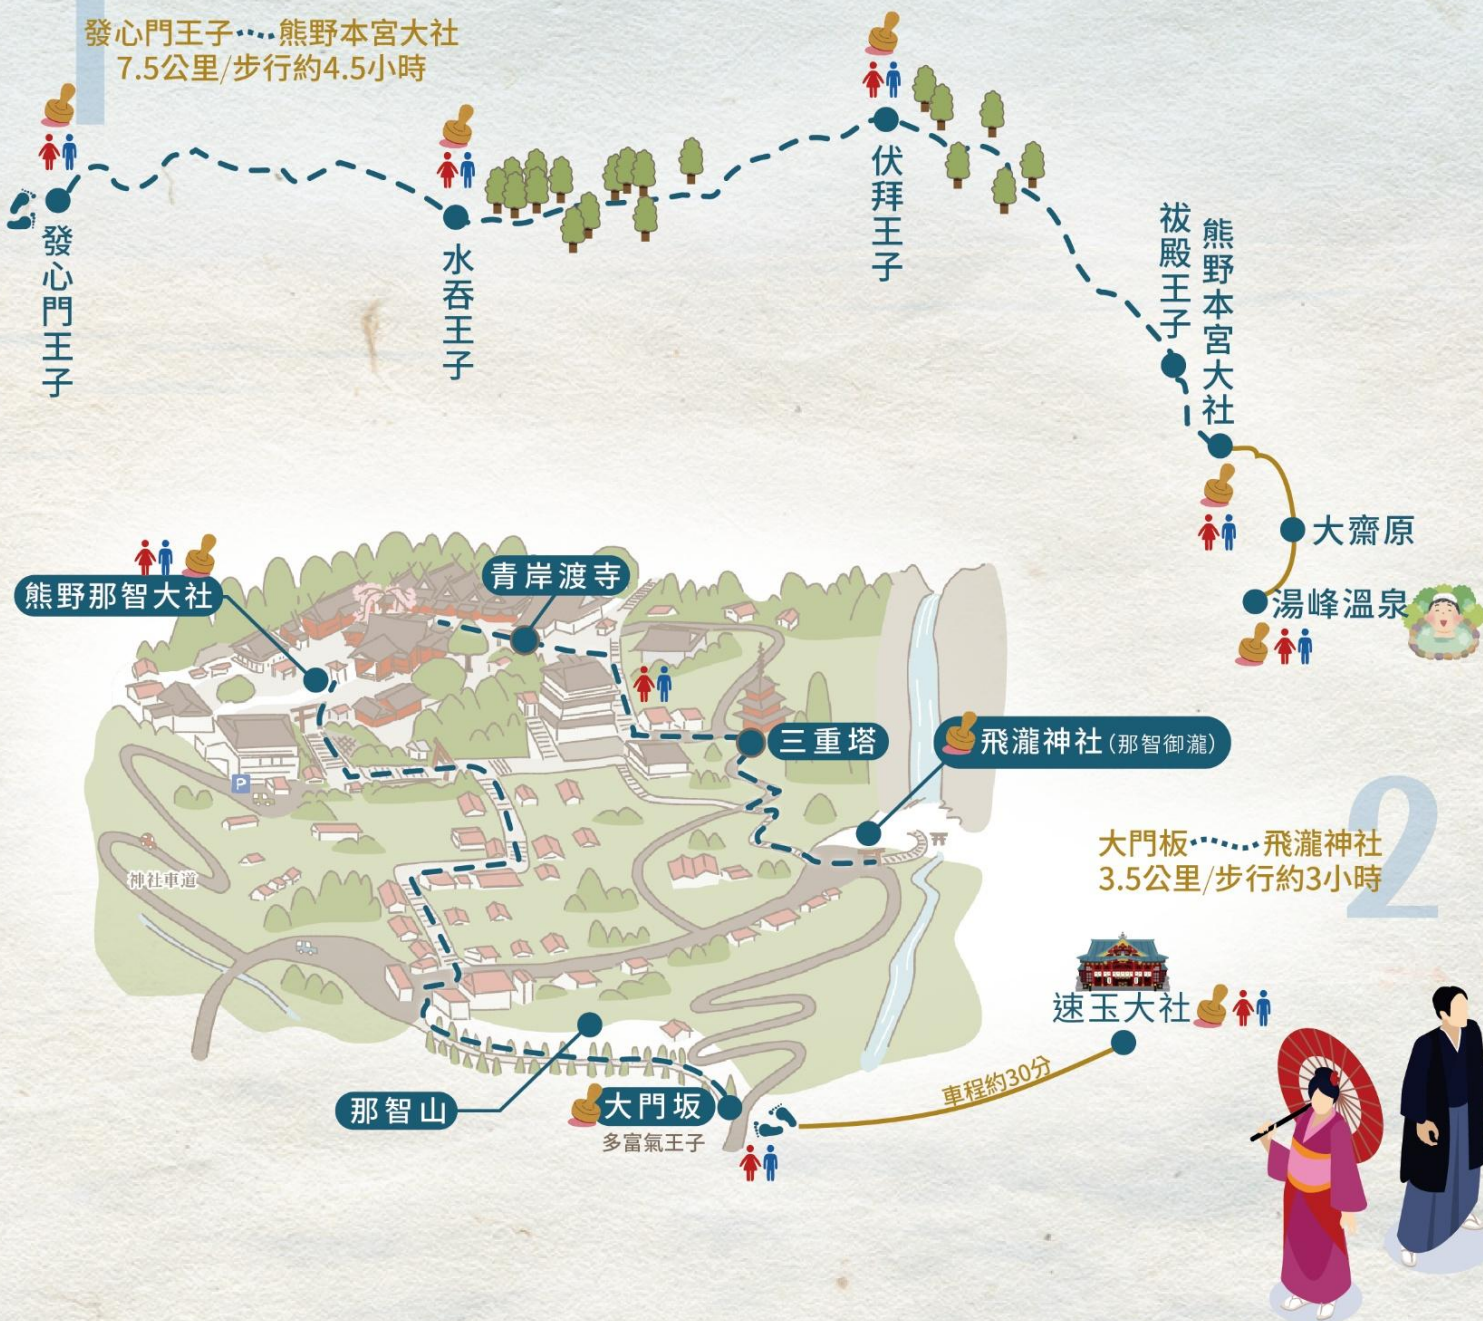 1
發心門王子·····熊野本宮大社
7.5公里/步行約4.5小時
發心門王子
水吞王子
伏拜王子
祓殿王子
熊野本宮大社
大齋原
湯峰溫泉
熊野那智大社
青岸渡寺
三重塔
飛瀧神社(那智御瀧)
P
神社車道
2
大門板······飛瀧神社
3.5公里/步行約3小時
速玉大社
車程約30分
那智山
大門坂
多富氣王子